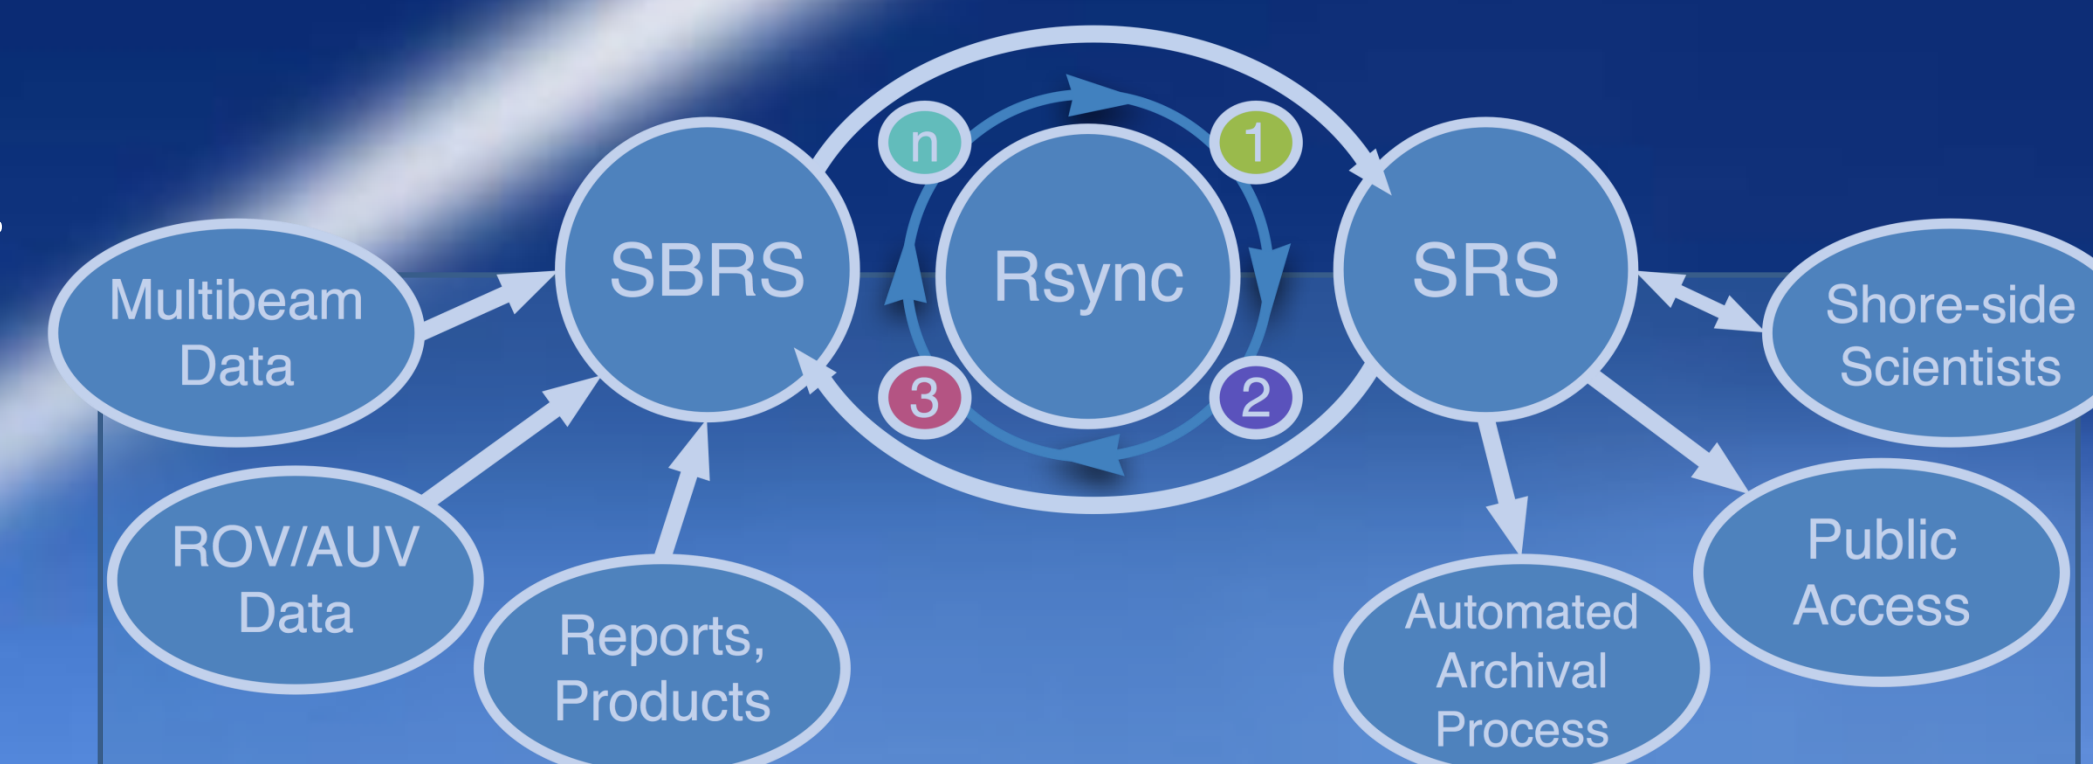 n
1
SBRS
Rsync
SRS
3
2
Multibeam
Data
Shore-side
Scientists
ROV/AUV
Data
Reports,
Products
Automated
Archival
Process
Public
Access